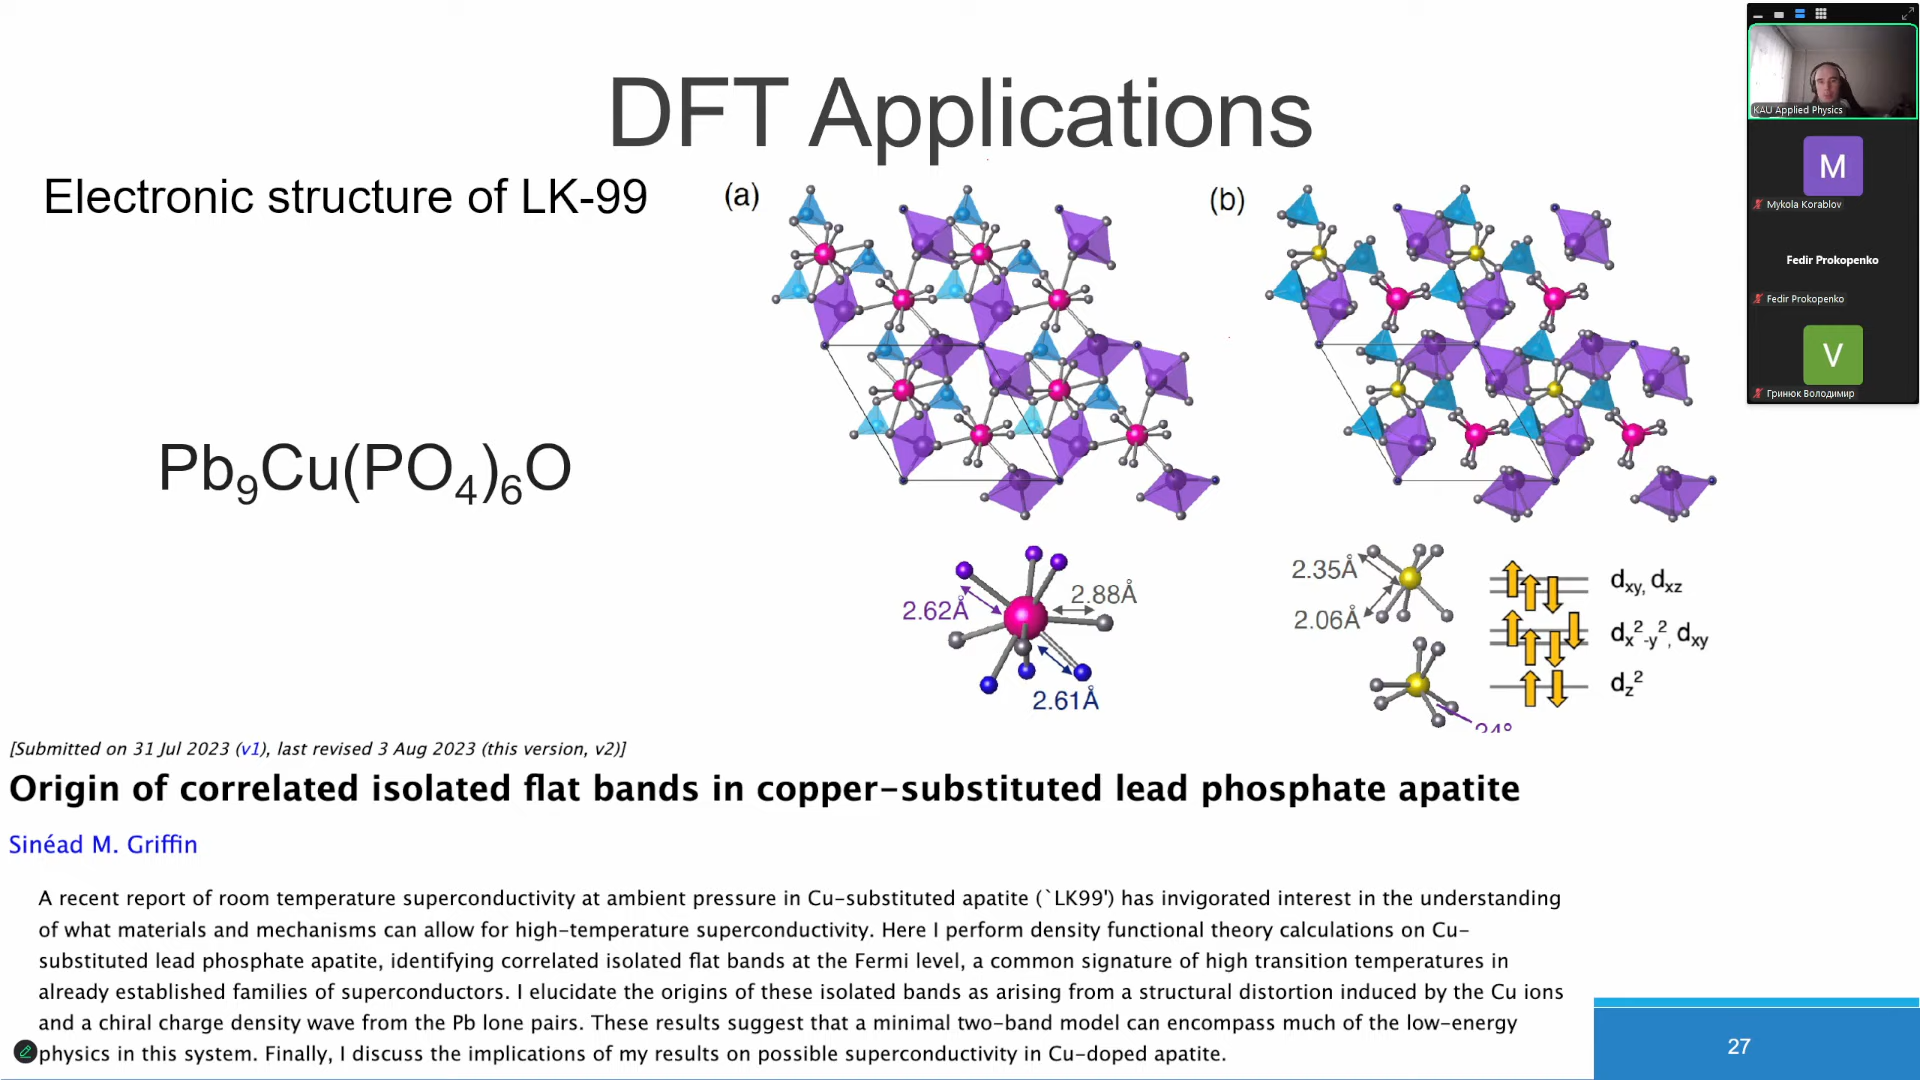 DFT Applications
Electronic structure of LK-99
(a)
(b)
Pb₉Cu(PO₄)₆O
2.62Å
2.88Å
2.61Å
2.35Å
2.06Å
24°
dxy, dxz
dx²-y², dxy
dz²
[Submitted on 31 Jul 2023 (v1), last revised 3 Aug 2023 (this version, v2)]
Origin of correlated isolated flat bands in copper-substituted lead phosphate apatite
Sinéad M. Griffin
A recent report of room temperature superconductivity at ambient pressure in Cu-substituted apatite (`LK99') has invigorated interest in the understanding
of what materials and mechanisms can allow for high-temperature superconductivity. Here I perform density functional theory calculations on Cu-
substituted lead phosphate apatite, identifying correlated isolated flat bands at the Fermi level, a common signature of high transition temperatures in
already established families of superconductors. I elucidate the origins of these isolated bands as arising from a structural distortion induced by the Cu ions
and a chiral charge density wave from the Pb lone pairs. These results suggest that a minimal two-band model can encompass much of the low-energy
physics in this system. Finally, I discuss the implications of my results on possible superconductivity in Cu-doped apatite.
27
KAU Applied Physics
M
Mykola Korablov
Fedir Prokopenko
Fedir Prokopenko
V
Гринюк Володимир